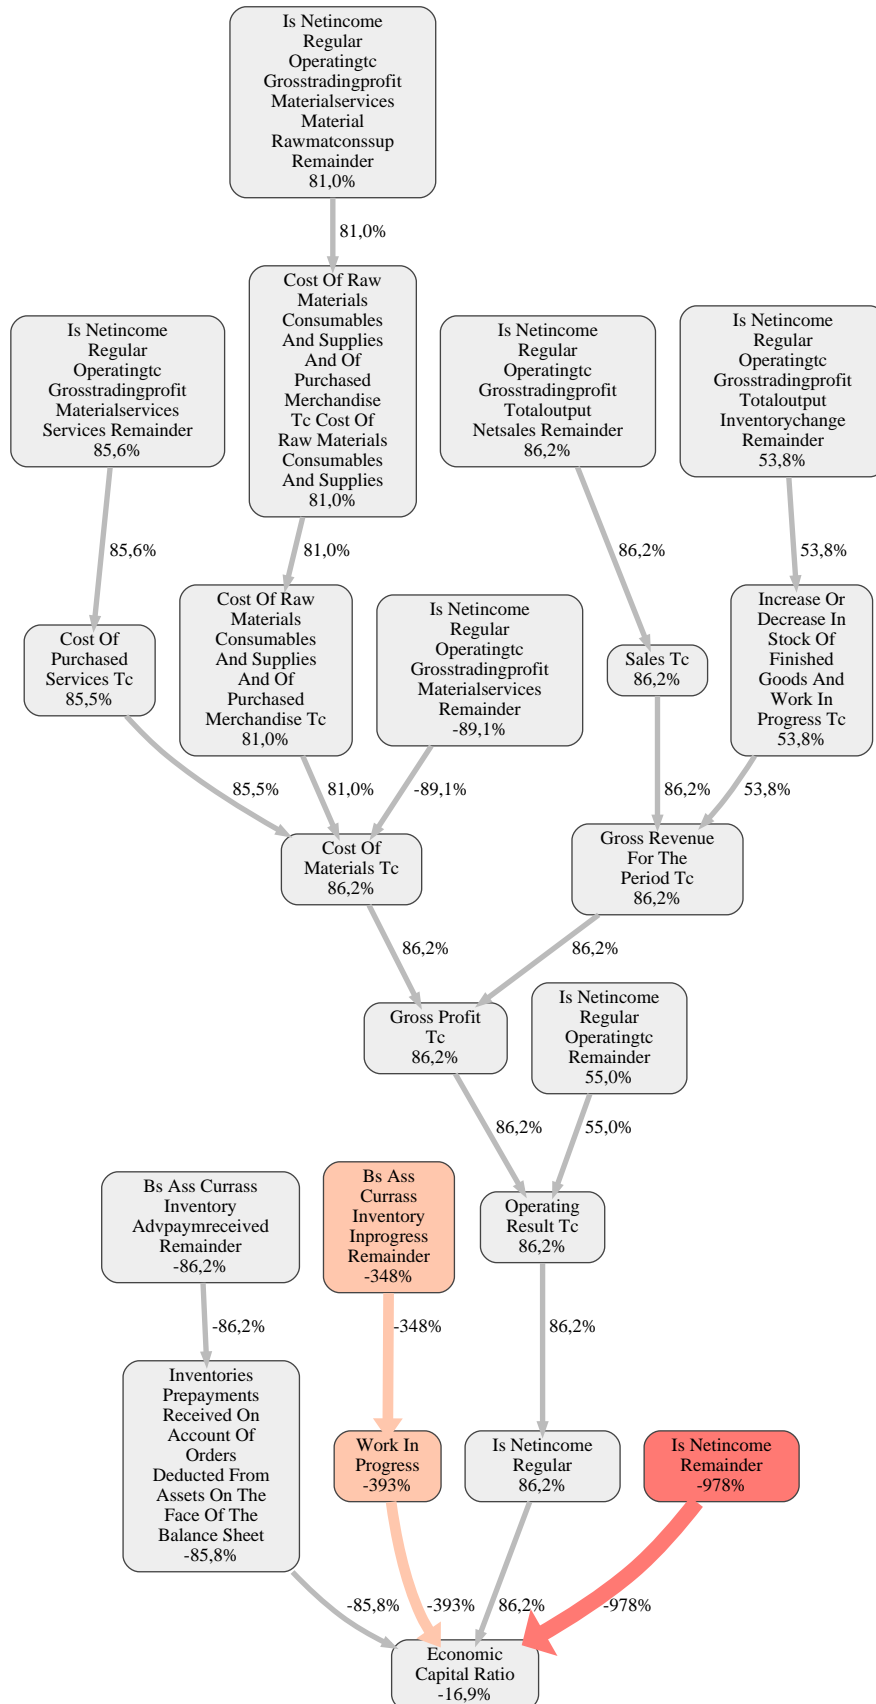 Is Netincome
Regular
Operatingtc
Grosstradingprofit
Materialservices
Material
Rawmatconssup
Remainder
81,0%
81,0%
Cost Of Raw
Materials
Consumables
And Supplies
And Of
Purchased
Merchandise
Tc Cost Of
Raw Materials
Consumables
And Supplies
81,0%
Is Netincome
Regular
Operatingtc
Grosstradingprofit
Materialservices
Services Remainder
85,6%
Is Netincome
Regular
Operatingtc
Grosstradingprofit
Totaloutput
Netsales Remainder
86,2%
Is Netincome
Regular
Operatingtc
Grosstradingprofit
Totaloutput
Inventorychange
Remainder
53,8%
85,6%
81,0%
86,2%
53,8%
Cost Of
Purchased
Services Tc
85,5%
Cost Of Raw
Materials
Consumables
And Supplies
And Of
Purchased
Merchandise Tc
81,0%
Is Netincome
Regular
Operatingtc
Grosstradingprofit
Materialservices
Remainder
-89,1%
Sales Tc
86,2%
Increase Or
Decrease In
Stock Of
Finished
Goods And
Work In
Progress Tc
53,8%
85,5%
81,0%
-89,1%
86,2%
53,8%
Cost Of
Materials Tc
86,2%
Gross Revenue
For The
Period Tc
86,2%
86,2%
86,2%
Gross Profit
Tc
86,2%
Is Netincome
Regular
Operatingtc
Remainder
55,0%
86,2%
55,0%
Bs Ass Currass
Inventory
Advpaymreceived
Remainder
-86,2%
Bs Ass
Currass
Inventory
Inprogress
Remainder
-348%
Operating
Result Tc
86,2%
-86,2%
-348%
86,2%
Inventories
Prepayments
Received On
Account Of
Orders
Deducted From
Assets On The
Face Of The
Balance Sheet
-85,8%
Work In
Progress
-393%
Is Netincome
Regular
86,2%
Is Netincome
Remainder
-978%
-85,8%
-393%
86,2%
-978%
Economic
Capital Ratio
-16,9%